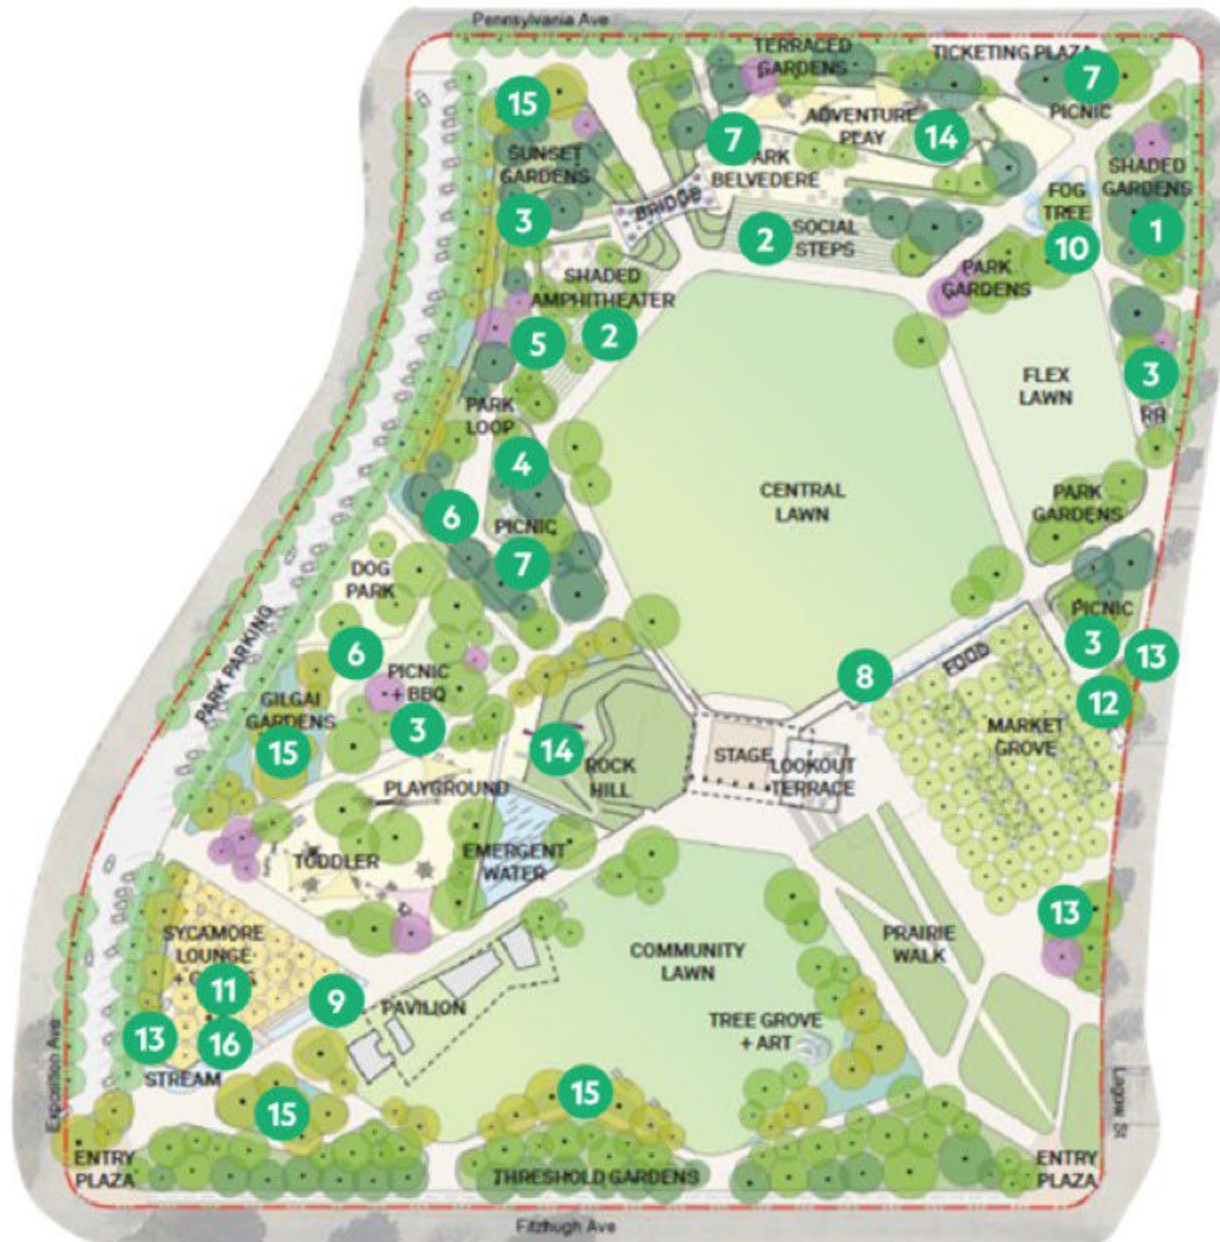 Pennsylvania Ave
TERRACED
GARDENS
TICKETING PLAZA
7
PICNIC
15
SUNSET
GARDENS
ADVENTURE
PLAY
14
7
PARK
BELVEDERE
SHADED
GARDENS
1
FOG
TREE
10
3
BRIDGE
2
SOCIAL
STEPS
PARK
GARDENS
SHADED
AMPHITHEATER
5
2
FLEX
LAWN
3
RR
PARK
LOOP
4
6
PICNIC
7
CENTRAL
LAWN
PARK
GARDENS
DOG
PARK
PARK PARKING
6
PICNIC
+ BBQ
3
GILGAI
GARDENS
15
PICNIC
3
13
12
8
FOOD
MARKET
GROVE
14
ROCK
HILL
STAGE
LOOKOUT
TERRACE
PLAYGROUND
TODDLER
EMERGENT
WATER
SYCAMORE
LOUNGE
11
13
16
STREAM
9
PAVILION
COMMUNITY
LAWN
PRAIRIE
WALK
13
TREE GROVE
+ ART
15
15
Exposition Ave
Lagow St
ENTRY
PLAZA
THRESHOLD GARDENS
ENTRY
PLAZA
Fitzhugh Ave